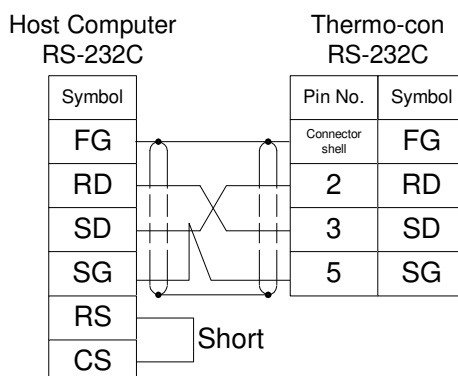 Host Computer Thermo-con
RS-232C RS-232C
Symbol Pin No. Symbol
FG Connector shell FG
RD 2 RD
SD 3 SD
SG 5 SG
RS
Short
CS